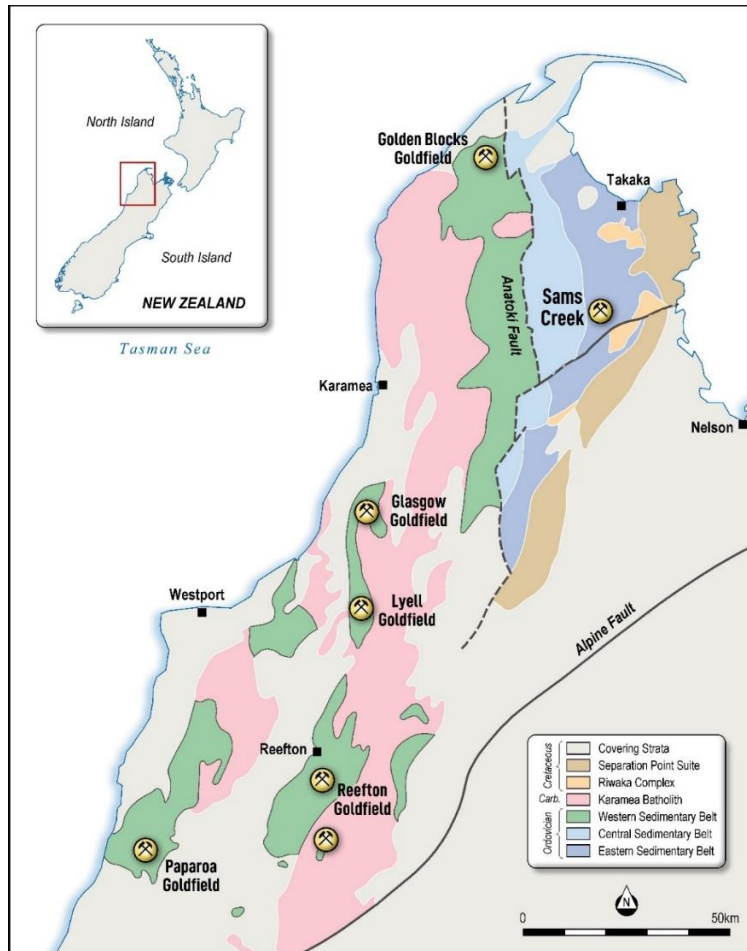 North Island
South Island
NEW ZEALAND
Tasman Sea
Golden Blocks
Goldfield
Takaka
Anatoki Fault
Sams
Creek
Karamea
Nelson
Glasgow
Goldfield
Westport
Lyell
Goldfield
Alpine Fault
Reefton
Reefton
Goldfield
Paparoa
Goldfield
Cretaceous
Covering Strata
Separation Point Suite
Riwaka Complex
Carb.
Karamea Batholith
Ordovician
Western Sedimentary Belt
Central Sedimentary Belt
Eastern Sedimentary Belt
N
0
50km